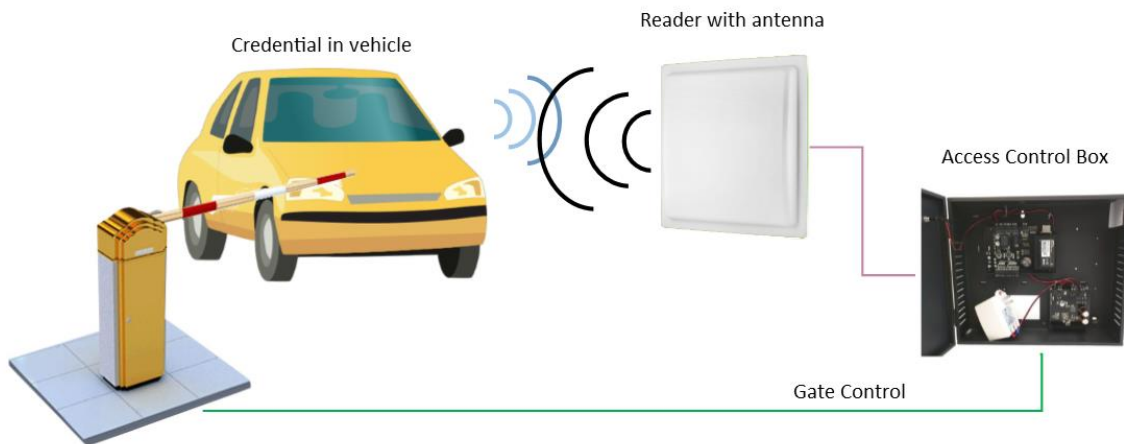 Reader with antenna
Credential in vehicle
Access Control Box
Gate Control